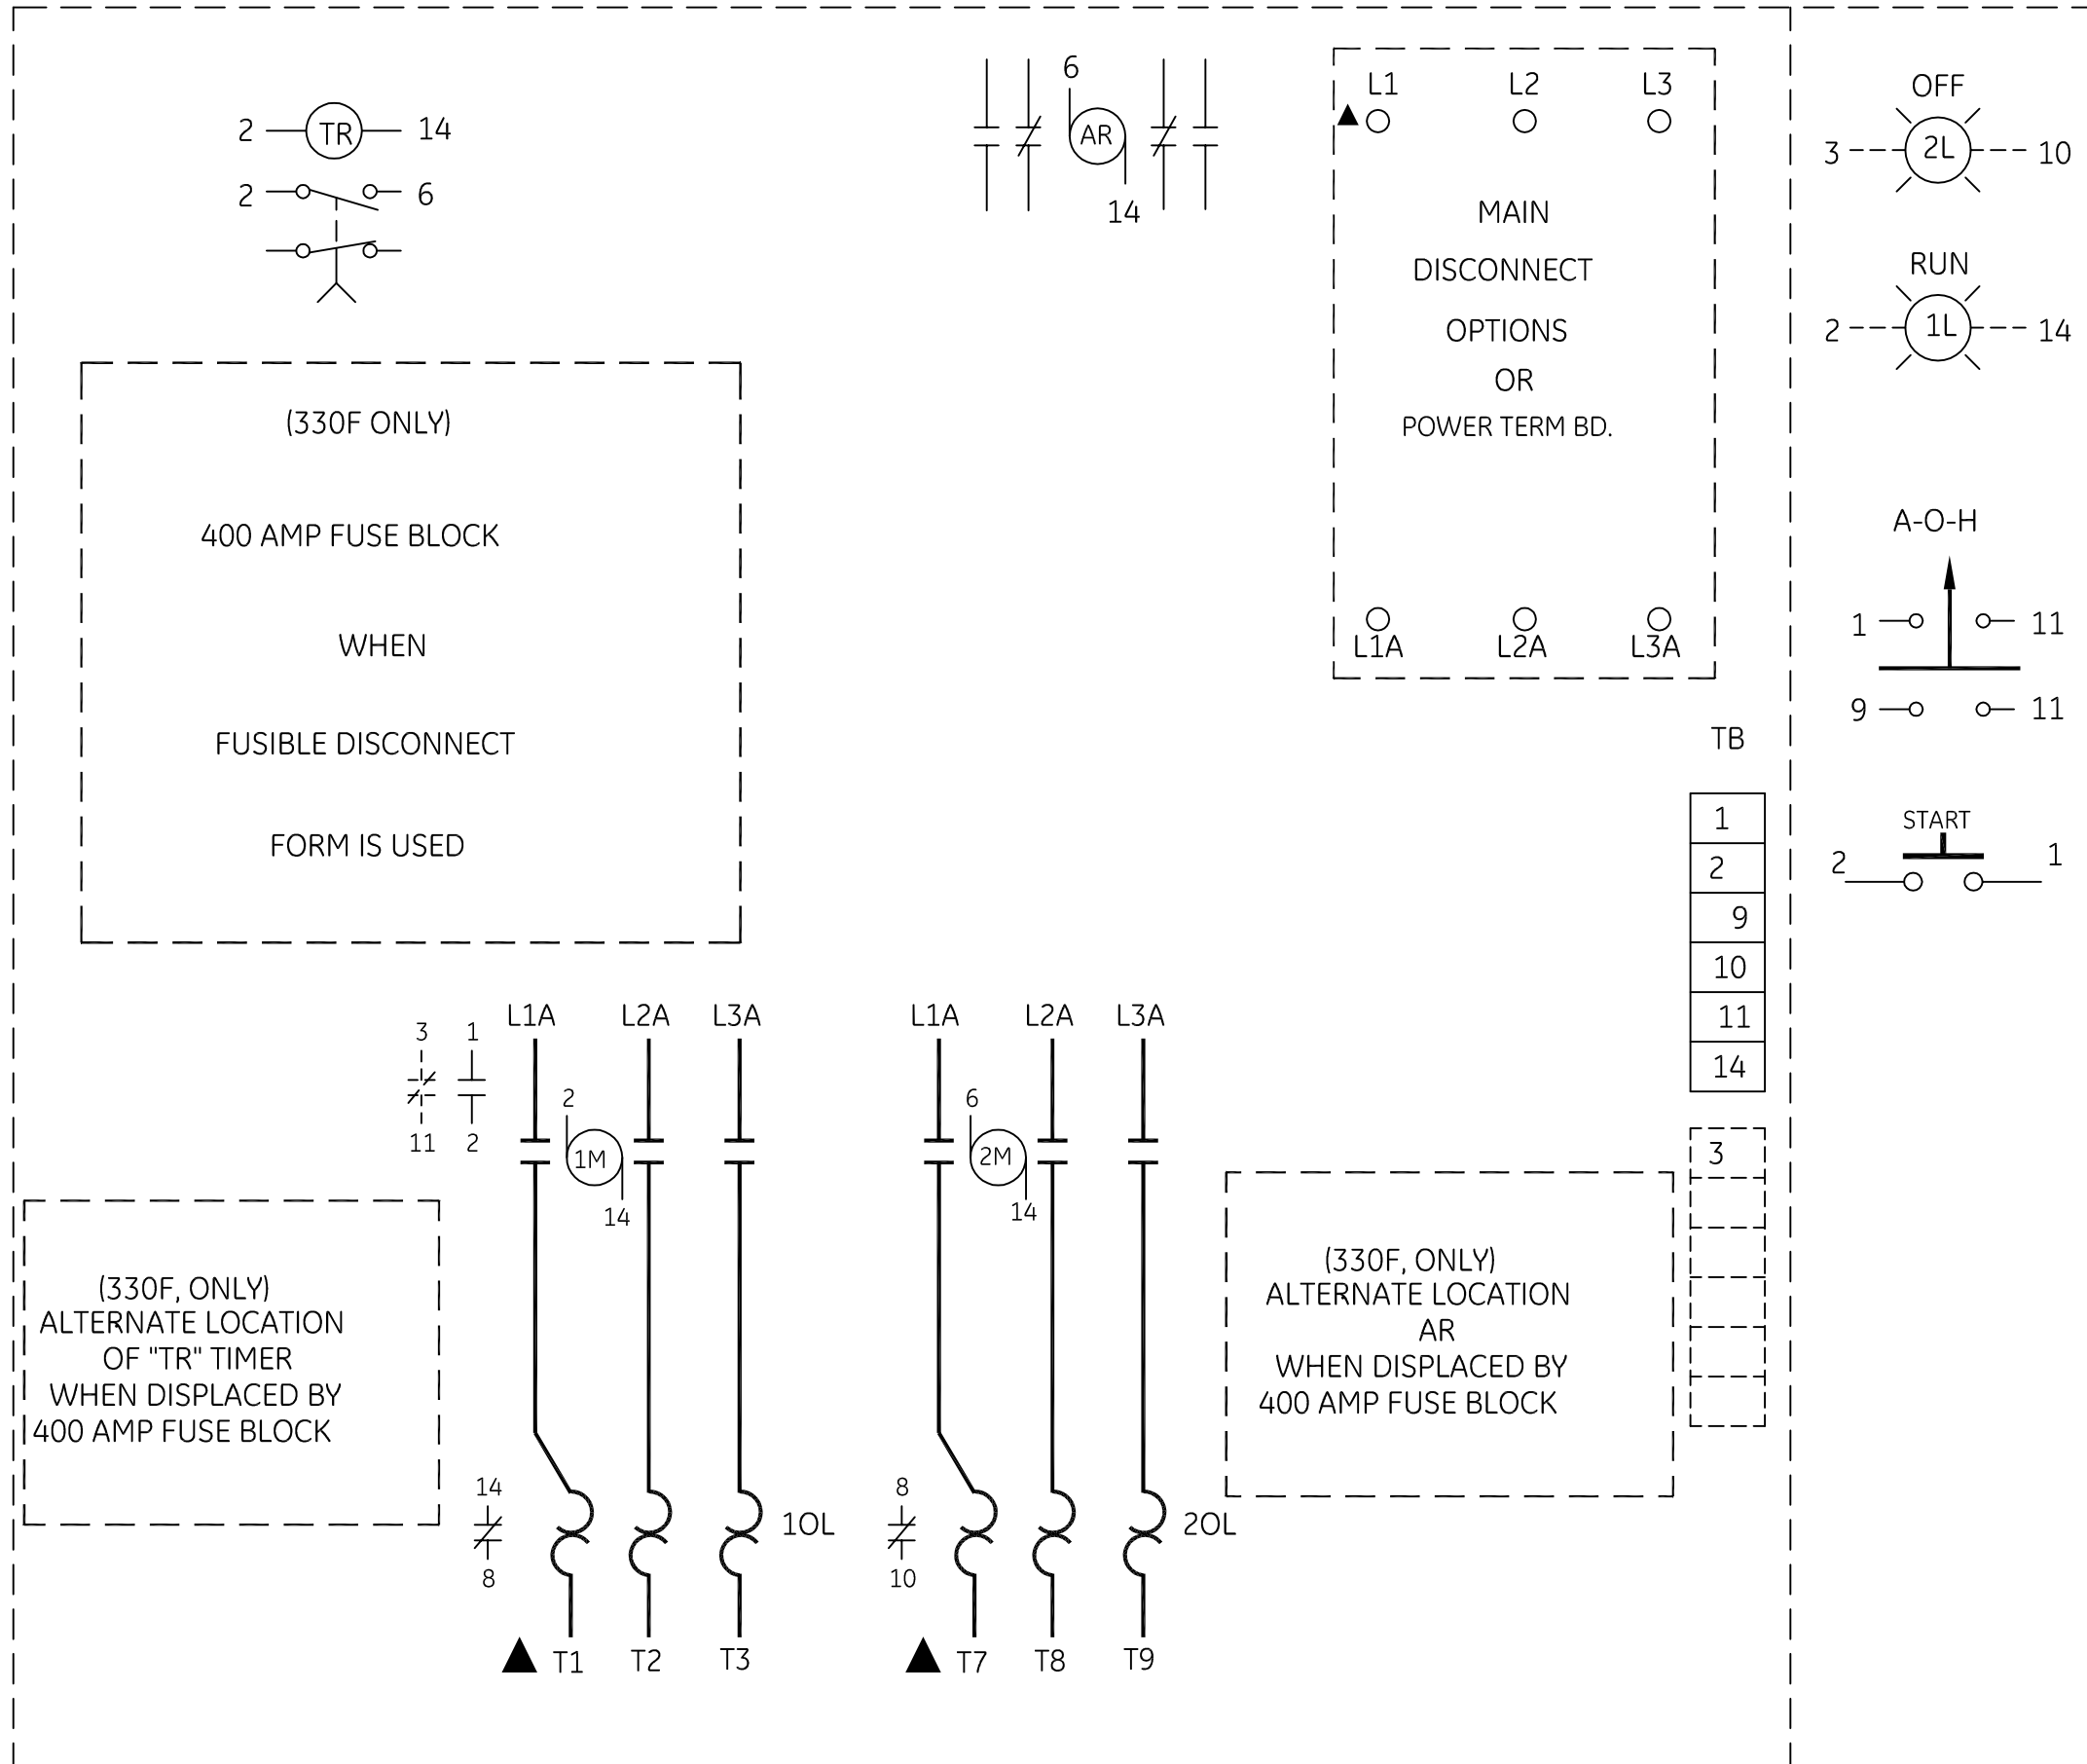 2 TR 14
2 6
6
AR
14
L1 L2 L3
MAIN
DISCONNECT
OPTIONS
OR
POWER TERM BD.
L1A L2A L3A
OFF
3 2L 10
RUN
2 1L 14
A-O-H
1 11
9 11
START
2 1
(330F ONLY)
400 AMP FUSE BLOCK
WHEN
FUSIBLE DISCONNECT
FORM IS USED
TB
1
2
9
10
11
14
3
3 1 L1A L2A L3A
11 2
2
1M
14
L1A L2A L3A
6
2M
14
(330F, ONLY)
ALTERNATE LOCATION
OF "TR" TIMER
WHEN DISPLACED BY
400 AMP FUSE BLOCK
(330F, ONLY)
ALTERNATE LOCATION
AR
WHEN DISPLACED BY
400 AMP FUSE BLOCK
14
8
1OL
T1 T2 T3
8
10
2OL
T7 T8 T9